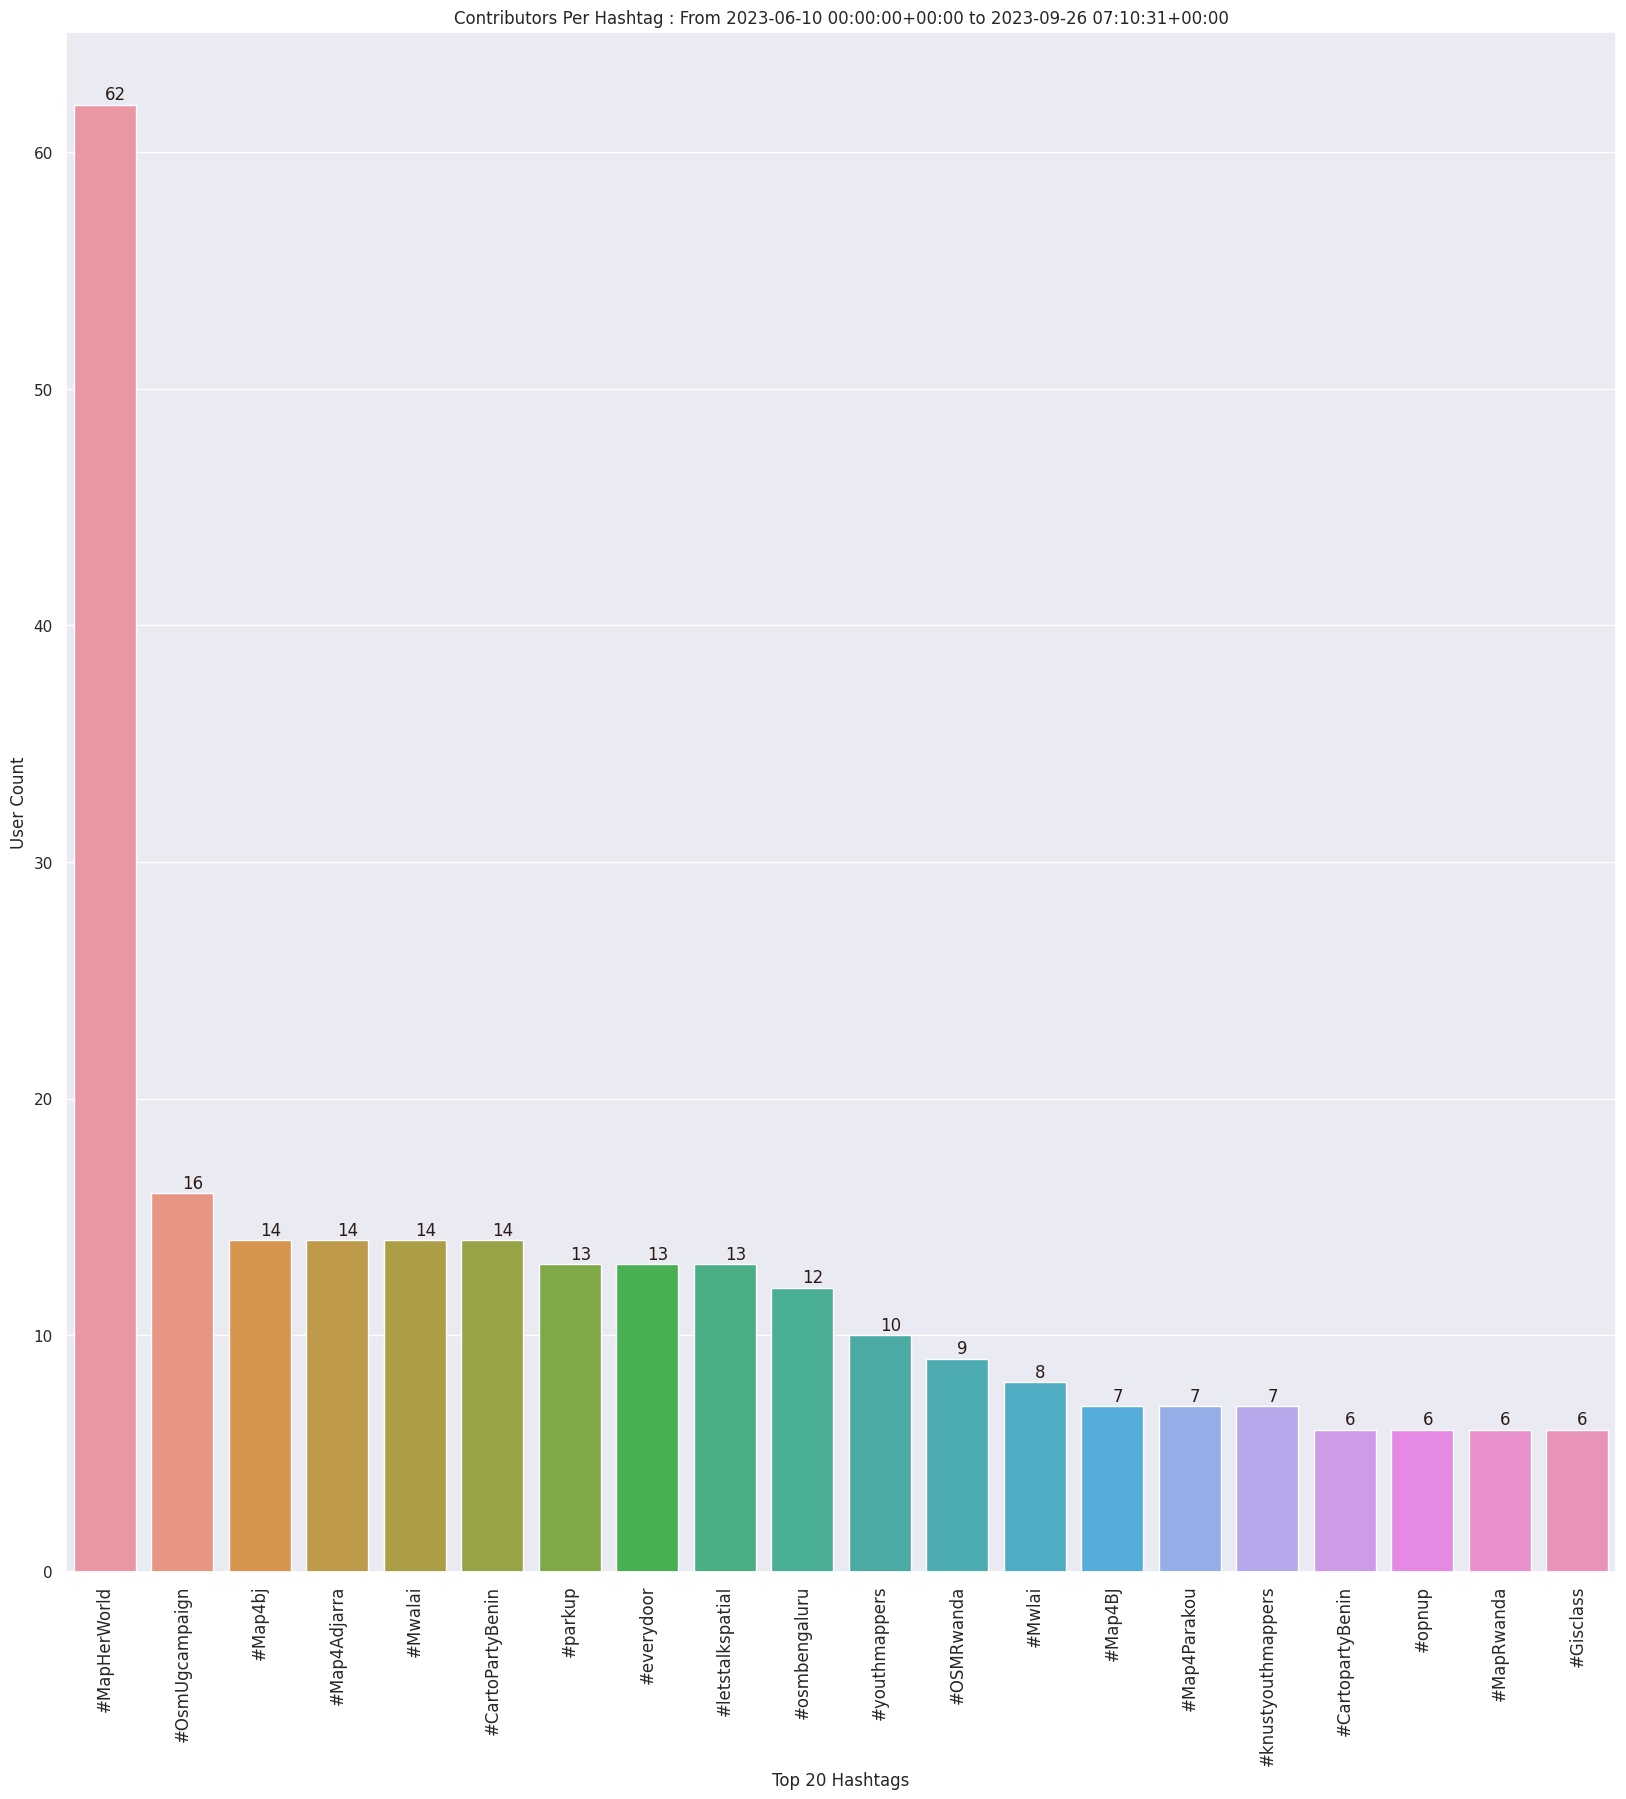 Contributors Per Hashtag : From 2023-06-10 00:00:00+00:00 to 2023-09-26 07:10:31+00:00
User Count
60
50
40
30
20
10
0
62
16
14
14
14
14
13
13
13
12
10
9
8
7
7
7
6
6
6
6
#MapHerWorld
#OsmUgcampaign
#Map4bj
#Map4Adjarra
#Mwalai
#CartoPartyBenin
#parkup
#everydoor
#letstalkspatial
#osmbengaluru
#youthmappers
#OSMRwanda
#Mwlai
#Map4BJ
#Map4Parakou
#knustyouthmappers
#CartopartyBenin
#opnup
#MapRwanda
#Gisclass
Top 20 Hashtags